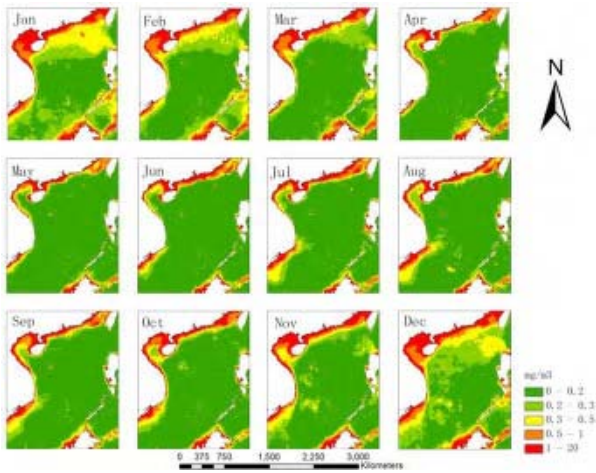 Jan
Feb
Mar
Apr
N
May
Jun
Jul
Aug
Sep
Oct
Nov
Dec
mg/m3
0 - 0.2
0.2 - 0.3
0.3 - 0.5
0.5 - 1
1 - 20
0 375 750 1,500 2,250 3,000
Kilometers